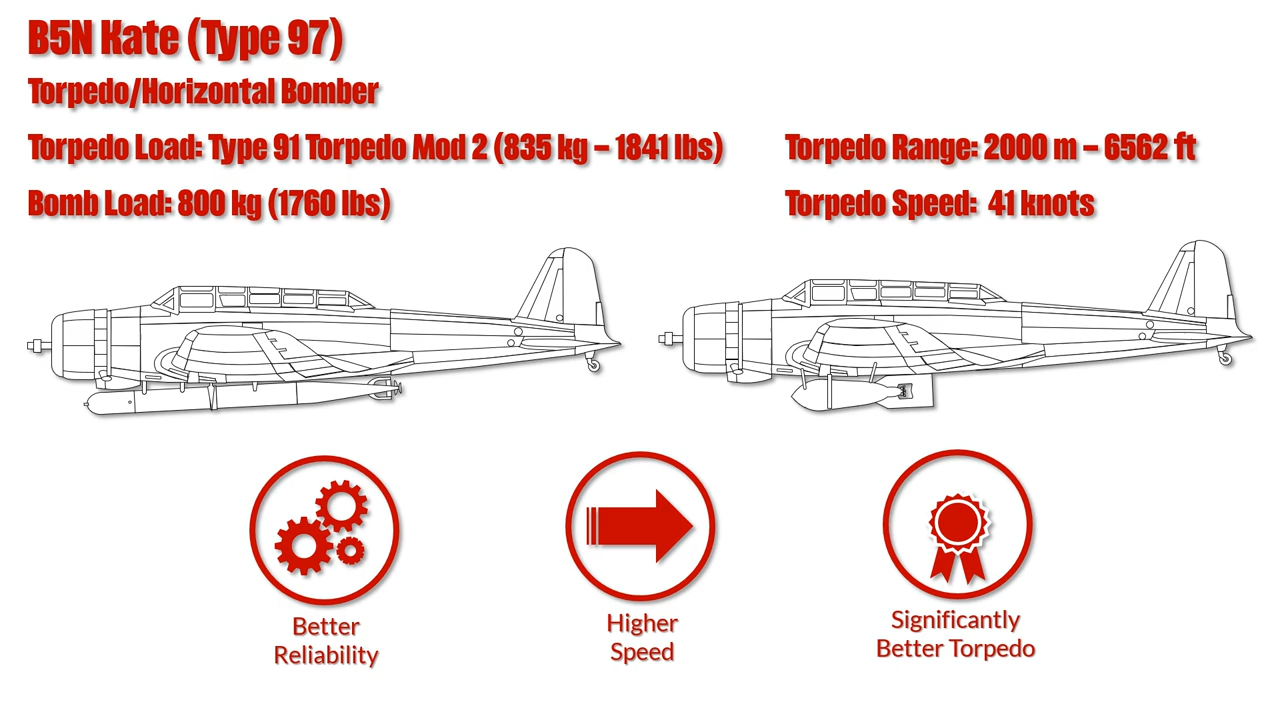 B5N Kate (Type 97)
Torpedo/Horizontal Bomber
Torpedo Load: Type 91 Torpedo Mod 2 (835 kg – 1841 lbs)
Torpedo Range: 2000 m – 6562 ft
Bomb Load: 800 kg (1760 lbs)
Torpedo Speed: 41 knots
Better
Reliability
Higher
Speed
Significantly
Better Torpedo